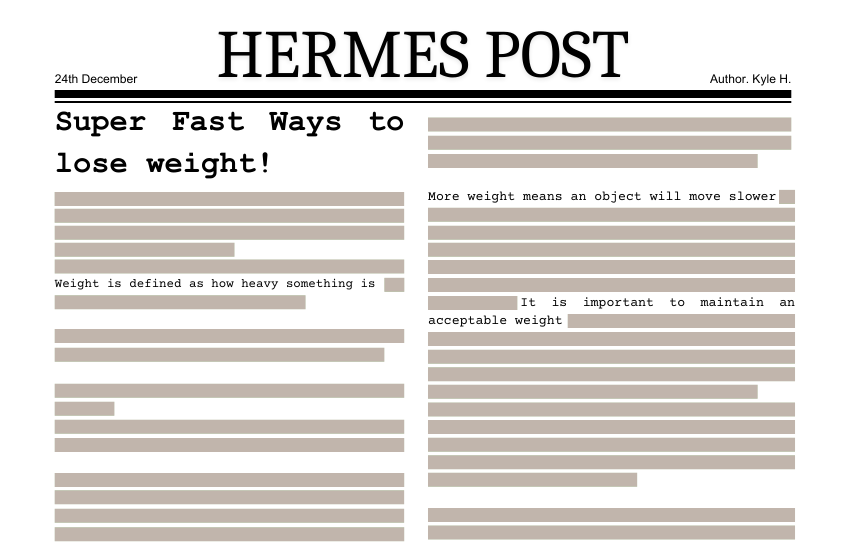 HERMES POST
24th December
Author. Kyle H.
Super Fast Ways to
lose weight!
Weight is defined as how heavy something is
More weight means an object will move slower
It is important to maintain an
acceptable weight